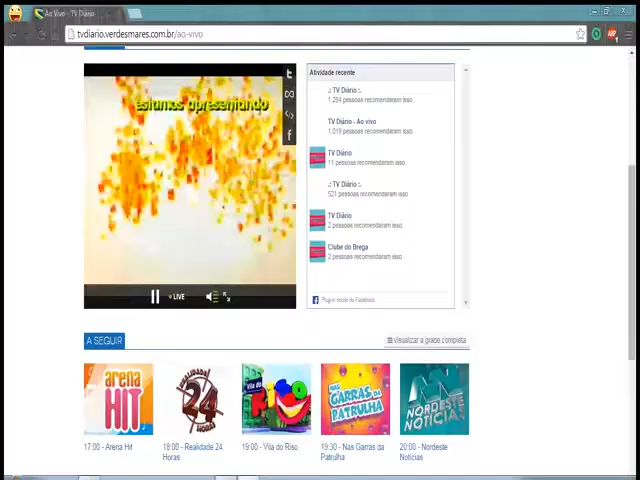 Ao Vivo - TV Diário
tvdiario.verdesmares.com.br/ao-vivo
estamos apresentando
LIVE
Atividade recente
.: TV Diário :.
1.254 pessoas recomendaram isso.
TV Diário - Ao vivo
1.019 pessoas recomendaram isso.
TV Diário
11 pessoas recomendaram isso.
.: TV Diário :.
521 pessoas recomendaram isso.
TV Diário
2 pessoas recomendaram isso.
Clube do Brega
2 pessoas recomendaram isso.
Plug-in social do Facebook
A SEGUIR
visualizar a grade completa
arena
HIT
REALIDADE
24
HORAS
Vila do
RISO
NAS
GARRAS DA
PATRULHA
NORDESTE
NOTÍCIAS
17:00 - Arena Hit
18:00 - Realidade 24
Horas
19:00 - Vila do Riso
19:30 - Nas Garras da
Patrulha
20:00 - Nordeste
Notícias